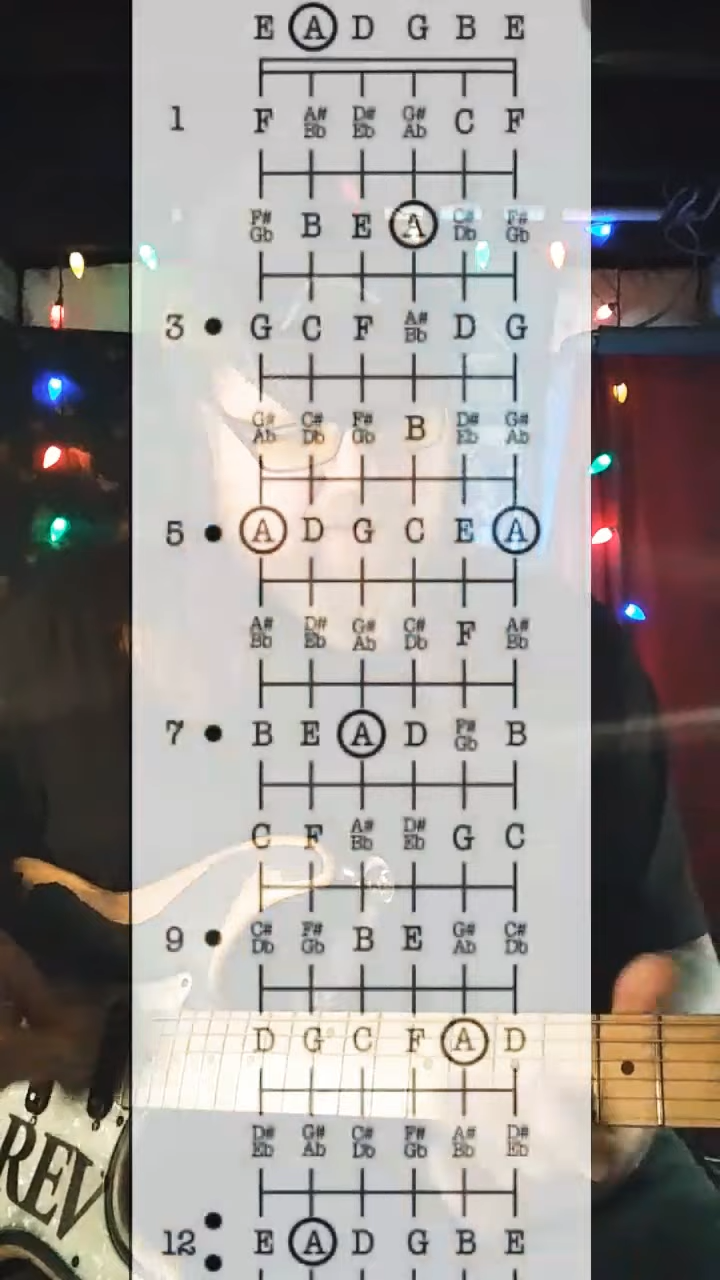 E A D G B E
1 F A# Bb D# Eb G# Ab C F
F# Gb B E A C# Db F# Gb
3 G C F A# Bb D G
G# Ab C# Db F# Gb B D# Eb G# Ab
5 A D G C E A
A# Bb D# Eb G# Ab C# Db F A# Bb
7 B E A D F# Gb B
C F A# Bb D# Eb G C
9 C# Db F# Gb B E G# Ab C# Db
D G C F A D
D# Eb G# Ab C# Db F# Gb A# Bb D# Eb
12 E A D G B E
REV